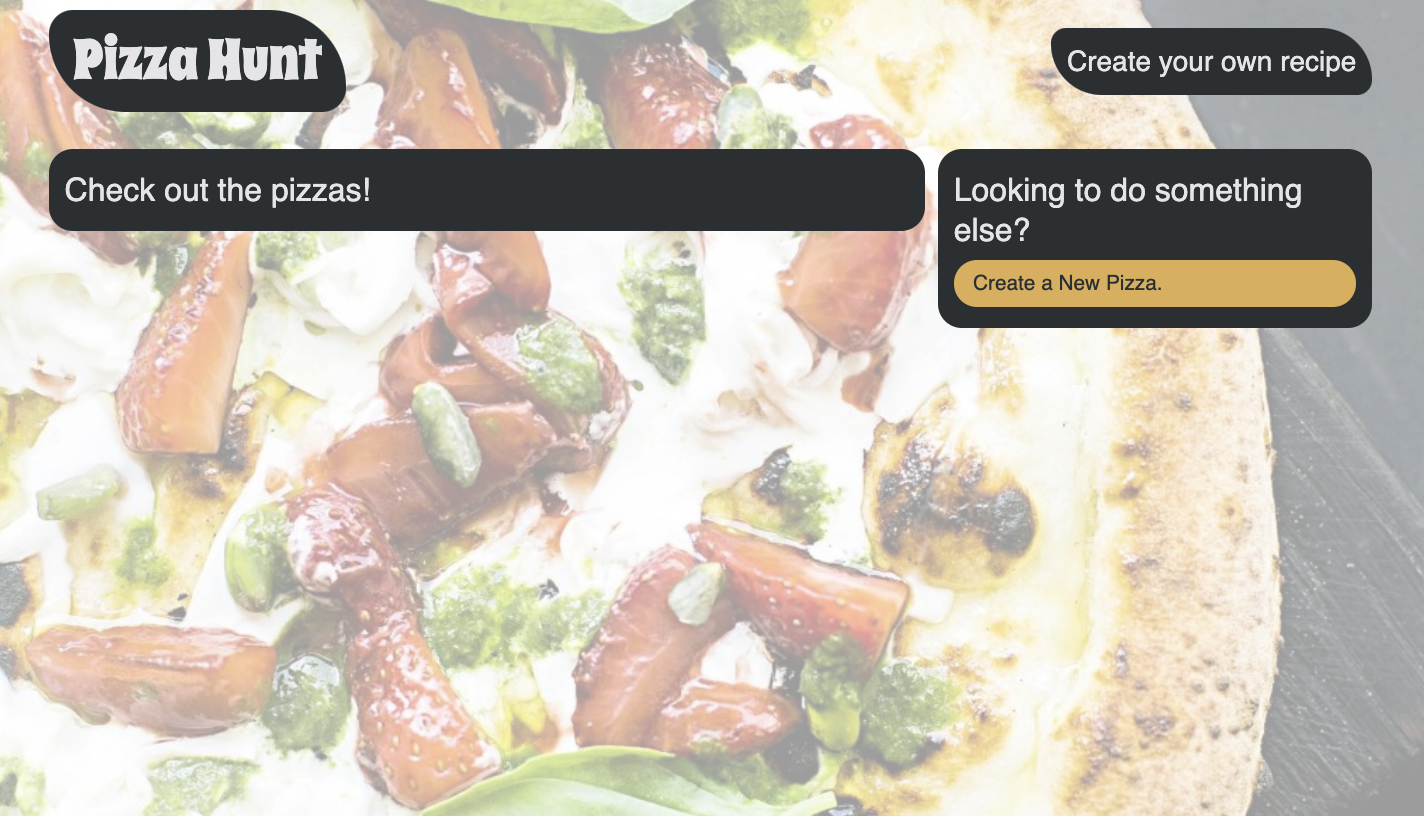 Pizza Hunt
Create your own recipe
Check out the pizzas!
Looking to do something
else?
Create a New Pizza.